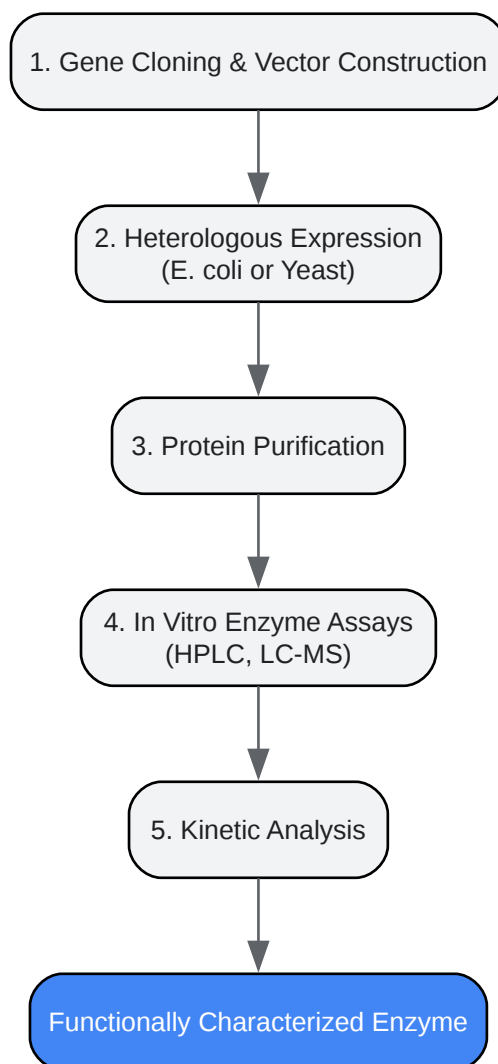 1. Gene Cloning & Vector Construction
2. Heterologous Expression
(E. coli or Yeast)
3. Protein Purification
4. In Vitro Enzyme Assays
(HPLC, LC-MS)
5. Kinetic Analysis
Functionally Characterized Enzyme